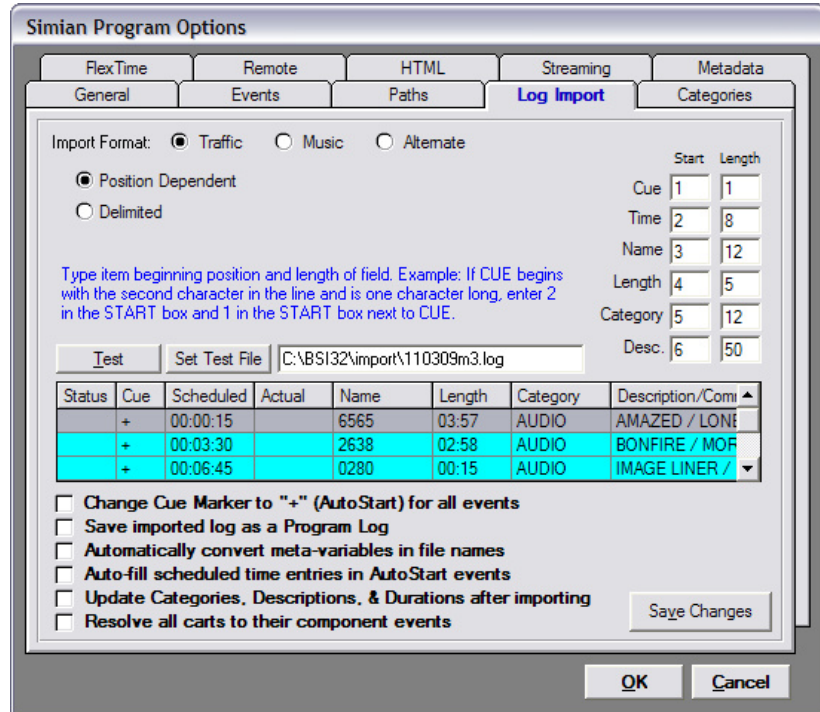 Simian Program Options
FlexTime Remote HTML Streaming Metadata
General Events Paths Log Import Categories
Import Format: Traffic Music Alternate
Start Length
Position Dependent
Cue 1 1
Delimited
Time 2 8
Name 3 12
Type item beginning position and length of field. Example: If CUE begins
with the second character in the line and is one character long, enter 2
in the START box and 1 in the START box next to CUE.
Length 4 5
Category 5 12
Desc. 6 50
Test Set Test File C:\BSI32\import\110309m3.log
Status Cue Scheduled Actual Name Length Category Description/Com
+ 00:00:15 6565 03:57 AUDIO AMAZED / LONE
+ 00:03:30 2638 02:58 AUDIO BONFIRE / MOR
+ 00:06:45 0280 00:15 AUDIO IMAGE LINER /
Change Cue Marker to "+" (AutoStart) for all events
Save imported log as a Program Log
Automatically convert meta-variables in file names
Auto-fill scheduled time entries in AutoStart events
Update Categories, Descriptions, & Durations after importing
Resolve all carts to their component events
Save Changes
OK Cancel